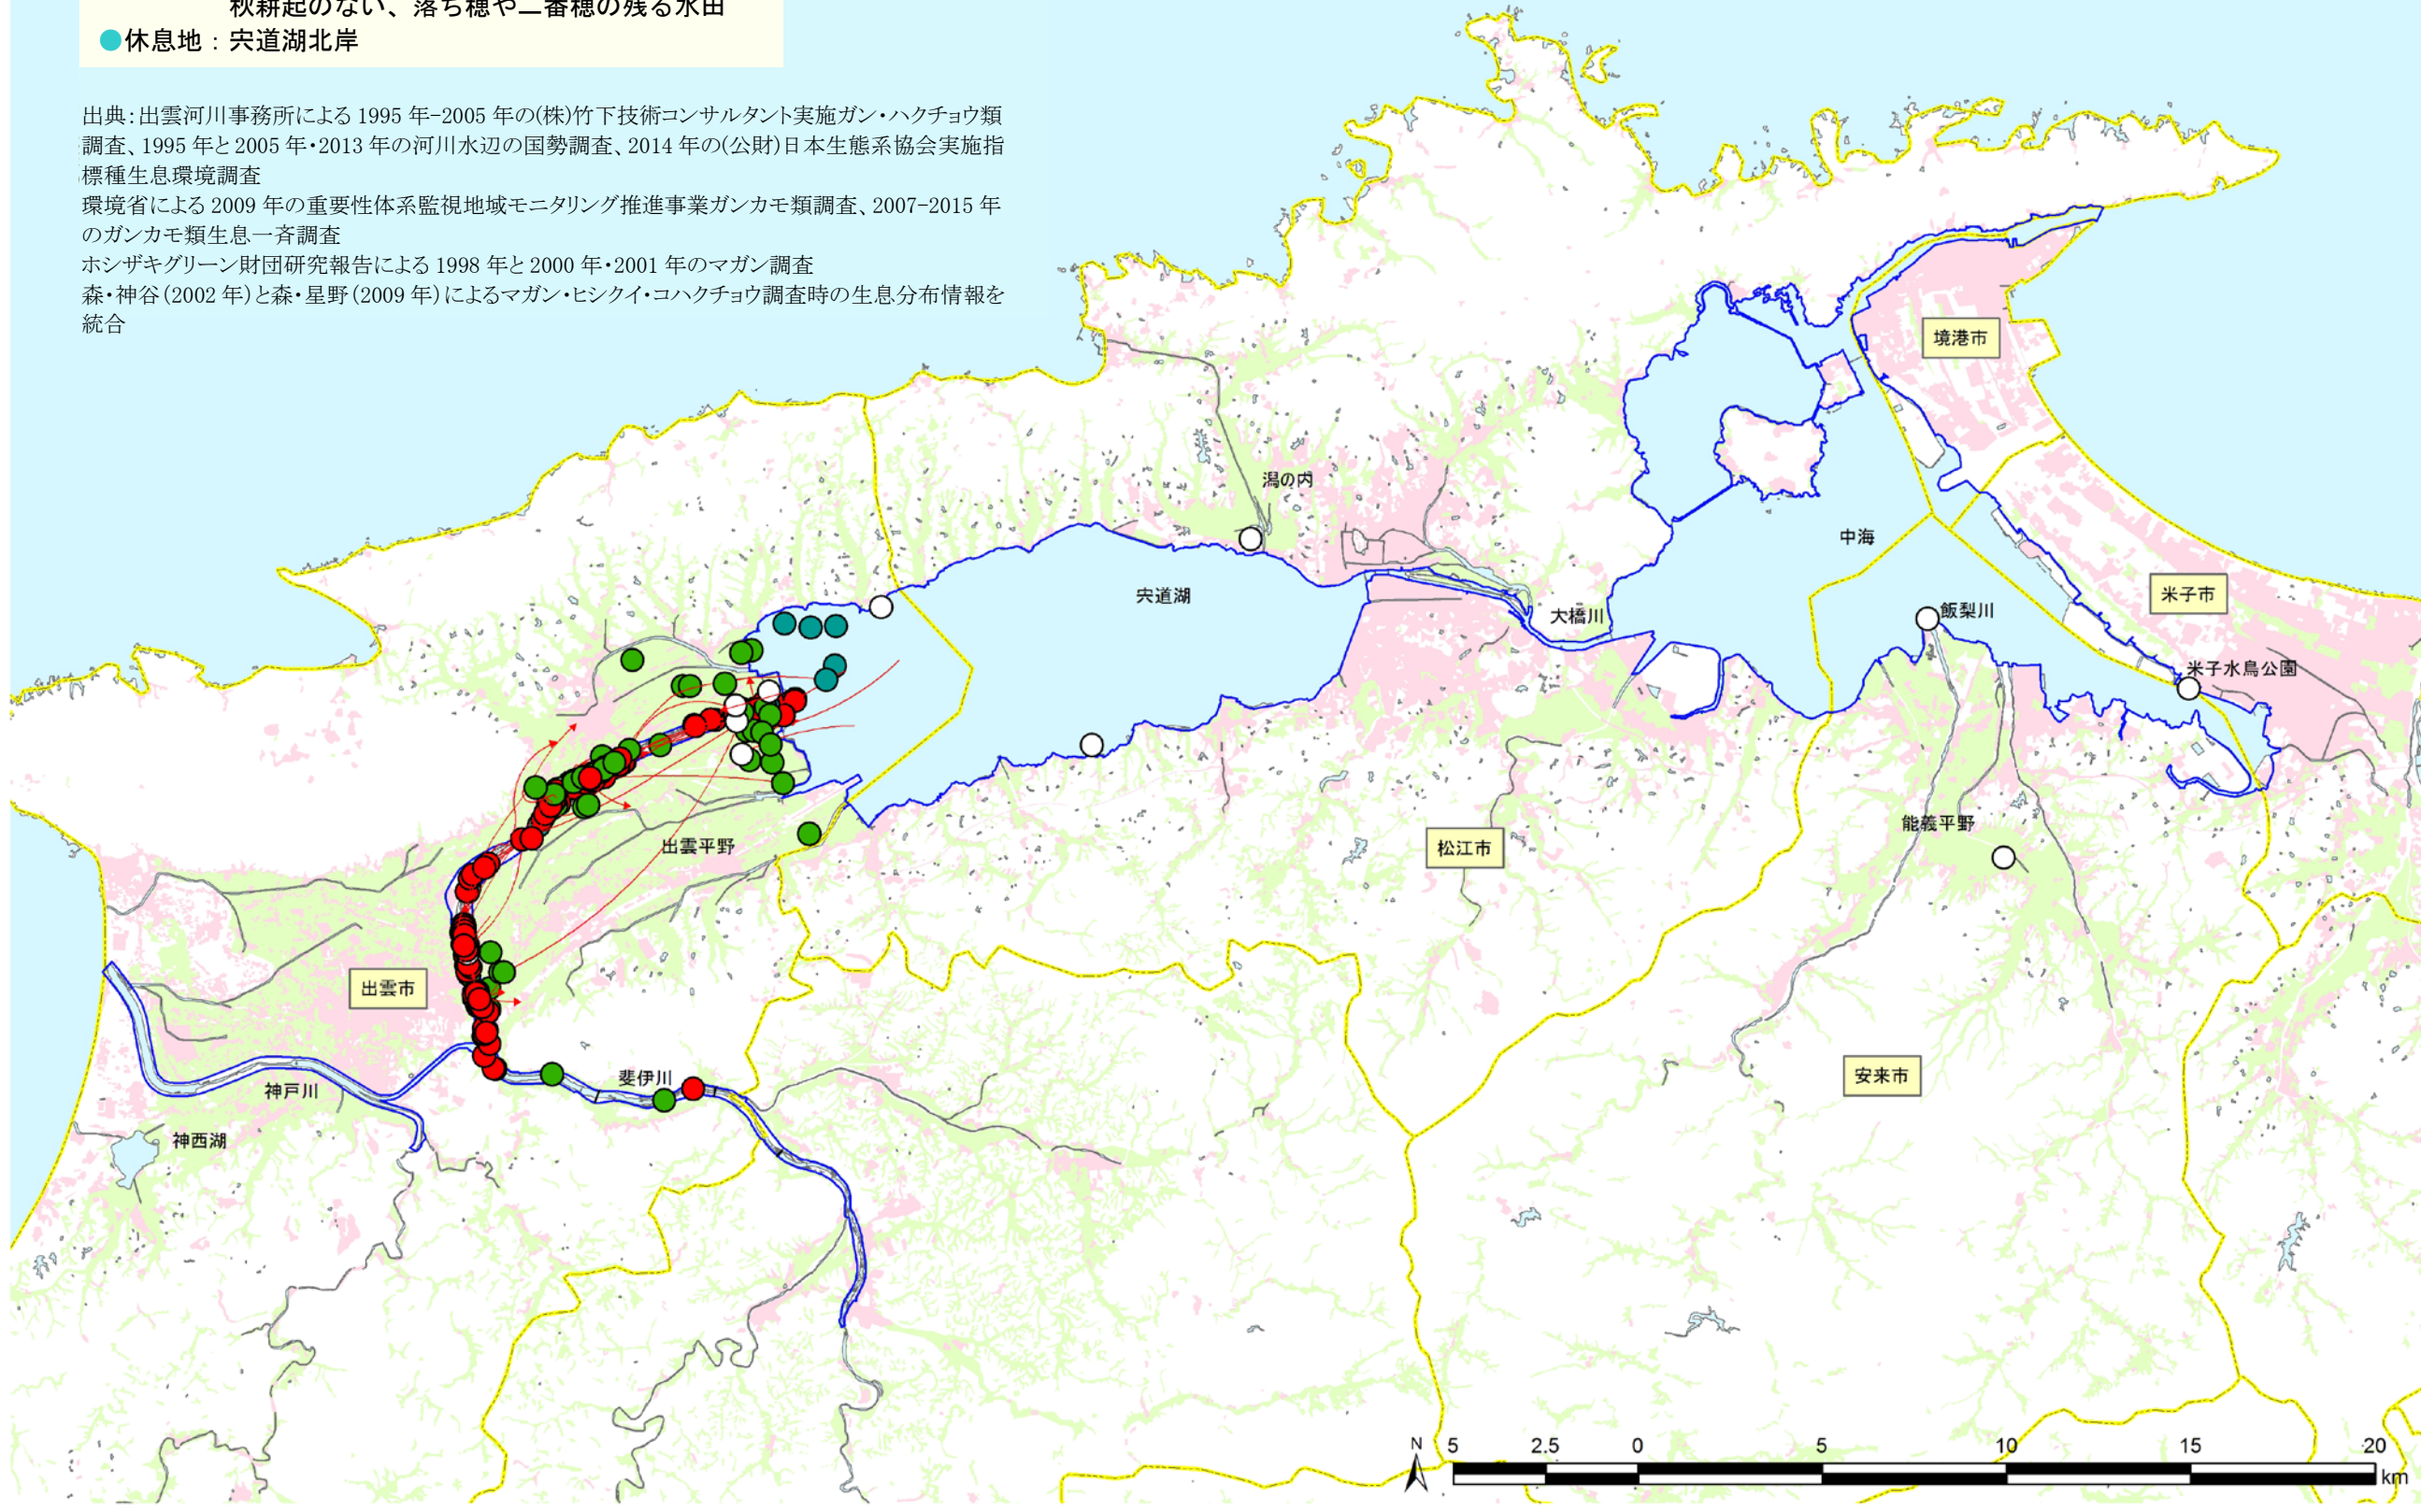 秋耕起のない、落ち穂や二番穂の残る水田
●休息地：宍道湖北岸
出典：出雲河川事務所による 1995 年-2005 年の(株)竹下技術コンサルタント実施ガン・ハクチョウ類
調査、1995 年と 2005 年・2013 年の河川水辺の国勢調査、2014 年の(公財)日本生態系協会実施指
標種生息環境調査
環境省による 2009 年の重要性体系監視地域モニタリング推進事業ガンカモ類調査、2007-2015 年
のガンカモ類生息一斉調査
ホシザキグリーン財団研究報告による 1998 年と 2000 年・2001 年のマガン調査
森・神谷(2002 年)と森・星野(2009 年)によるマガン・ヒシクイ・コハクチョウ調査時の生息分布情報を
統合
境港市
潟の内
中海
宍道湖
米子市
大橋川
飯梨川
米子水鳥公園
能義平野
出雲平野
松江市
出雲市
斐伊川
安来市
神戸川
神西湖
N
5 2.5 0 5 10 15 20
km